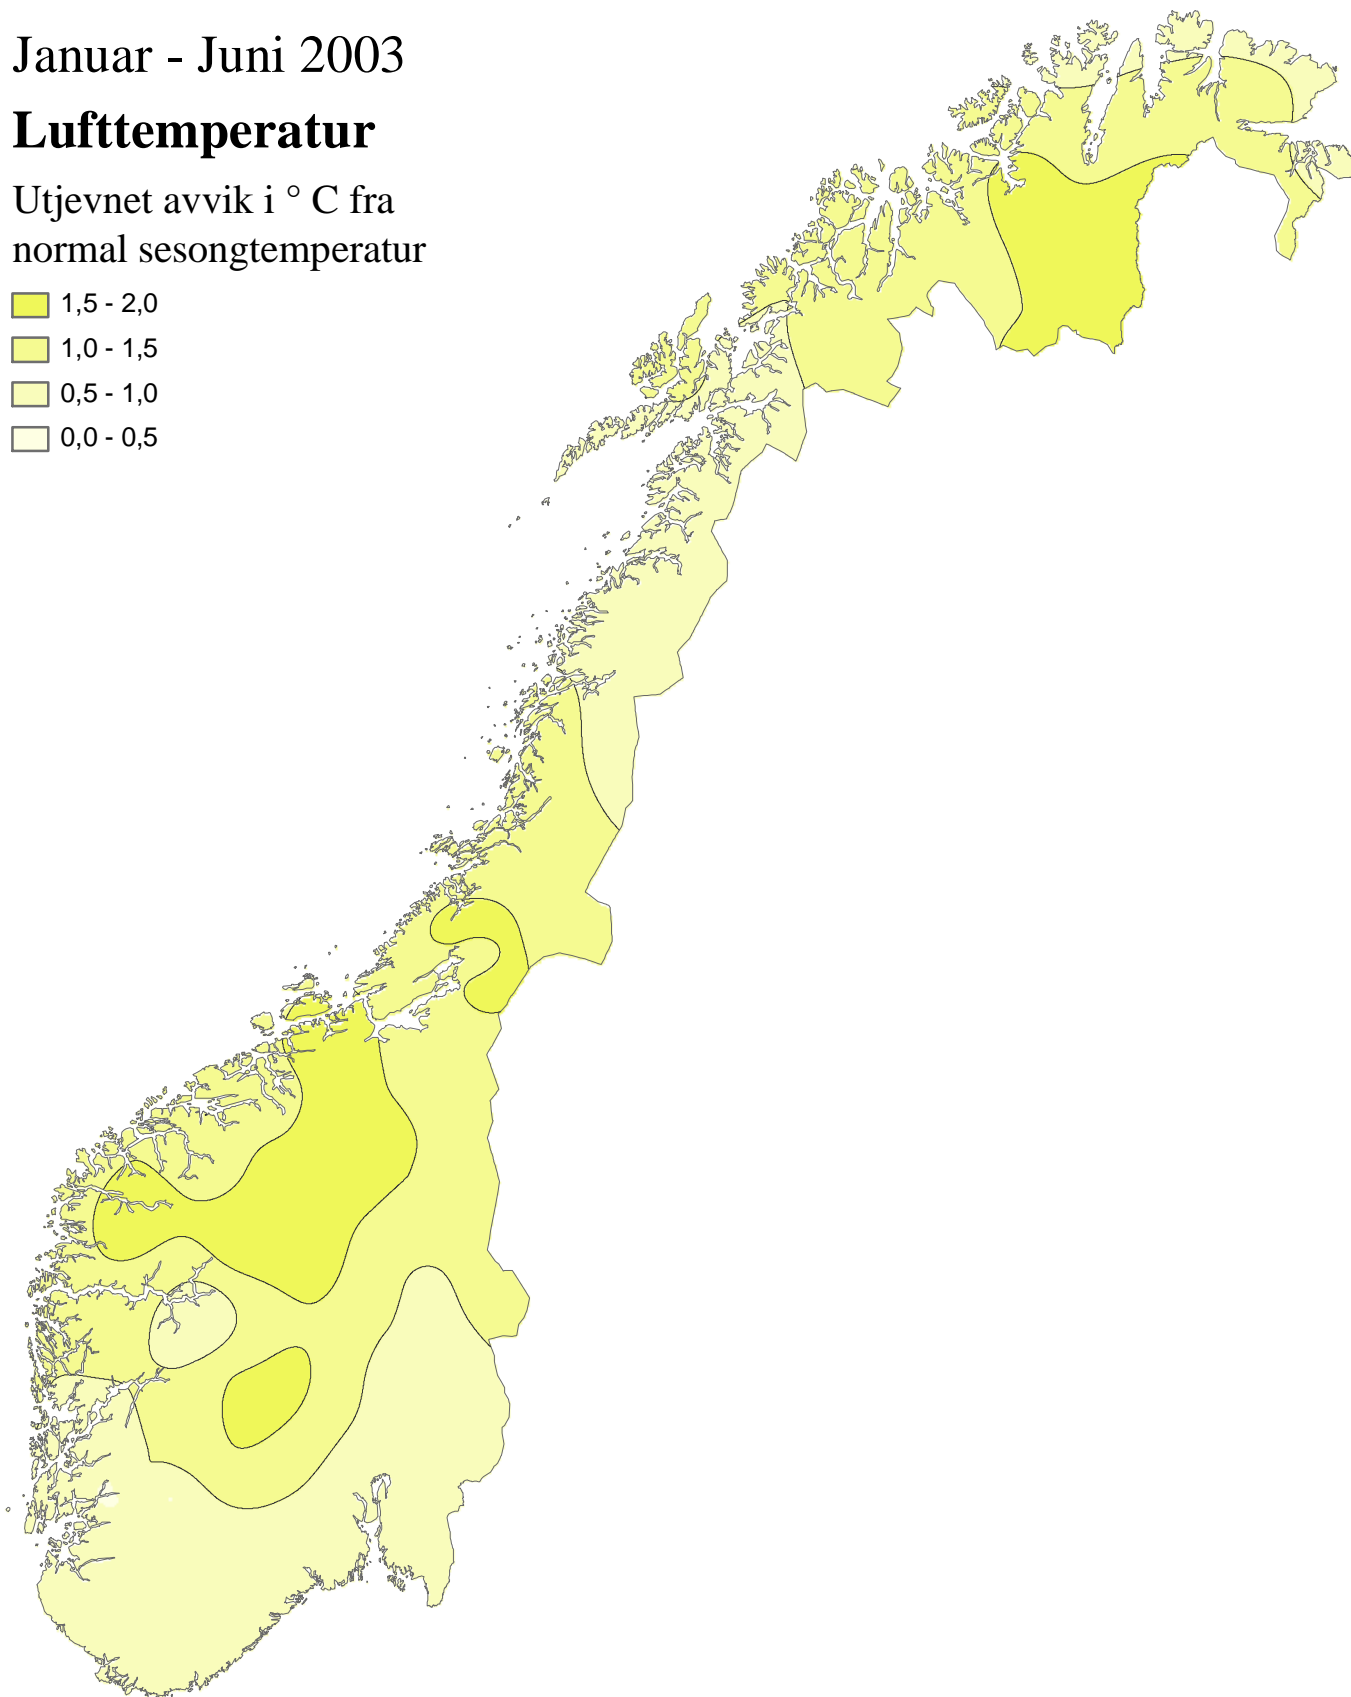 Januar - Juni 2003
Lufttemperatur
Utjevnet avvik i ° C fra
normal sesongtemperatur
1,5 - 2,0
1,0 - 1,5
0,5 - 1,0
0,0 - 0,5